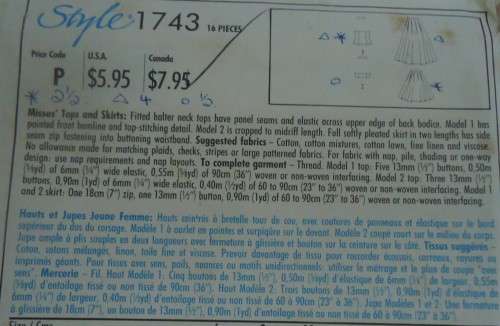 Style 1743 16 PIECES
Price Code U.S.A. Canada
P $5.95 $7.95
* 2½ △ 4 ○ ½
Misses' Tops and Skirts: Fitted halter neck tops have panel seams and elastic across upper edge of back bodice. Model 1 has
pointed front hemline and top-stitching detail. Model 2 is cropped to midriff length. Full softly pleated skirt in two lengths has side
seam zip fastening into buttoning waistband. Suggested fabrics – Cotton, cotton mixtures, cotton lawn, line linen and viscose.
No allowance made for matching plaids, checks, stripes or large patterned fabrics. For fabric with nap, pile, shading or one-way
design: use nap requirements and nap layouts. To complete garment – Thread. Model 1 top: Five 13mm (½") buttons, 0,50m
(⅝yd) of 6mm (¼") wide elastic, 0,55m (⅝yd) of 90cm (36") woven or non-woven interfacing. Model 2 top: Three 13mm (½")
buttons, 0,90m (1yd) of 6mm (¼") wide elastic, 0,40m (½yd) of 60 to 90cm (23" to 36") woven or non-woven interfacing. Model 1
and 2 skirt: One 18cm (7") zip, one 13mm (½") button, 0,90m (1yd) of 60 to 90cm (23" to 36") woven or non-woven interfacing.
Hauts et Jupes Jeune Femme: Hauts ceintrés à bretelle tour de cou, avec coutures de panneaux et élastique sur le bord
supérieur du dos du corsage. Modèle 1 à ourlet en pointes et surpiqûre sur le devant. Modèle 2 coupé court sur le milieu du corps.
Jupe ample à plis souples en deux longueurs avec fermeture à glissière et bouton sur la ceinture sur le côté. Tissus suggérés –
Coton, cotons mélangés, linon, toile fine et viscose. Prévoir davantage de tissu pour raccorder écossais, carreaux, rayures ou
imprimés géants. Pour tissus avec sens, poils, nuances ou motifs unidirectionnels: utiliser le métrage et le plan de coupe "avec
sens". Mercerie – Fil. Haut Modèle 1. Cinq boutons de 13mm (½"), 0,50m (⅝yd) d'élastique de 6mm (¼") de largeur, 0,55m
(⅝yd) d'entoilage tissé ou non tissé de 90cm (36"). Haut Modèle 2. Trois boutons de 13mm (½"), 0,90m (1yd) d'élastique de
6mm (¼") de largeur, 0,40m (½yd) d'entoilage tissé ou non tissé de 60 à 90cm (23" à 36"). Jupe Modèles 1 et 2. Une fermeture
à glissière de 18cm (7"), un bouton de 13mm (½"), 0,90m (1yd) d'entoilage tissé ou non tissé de 60 à 90cm (23" à 36").